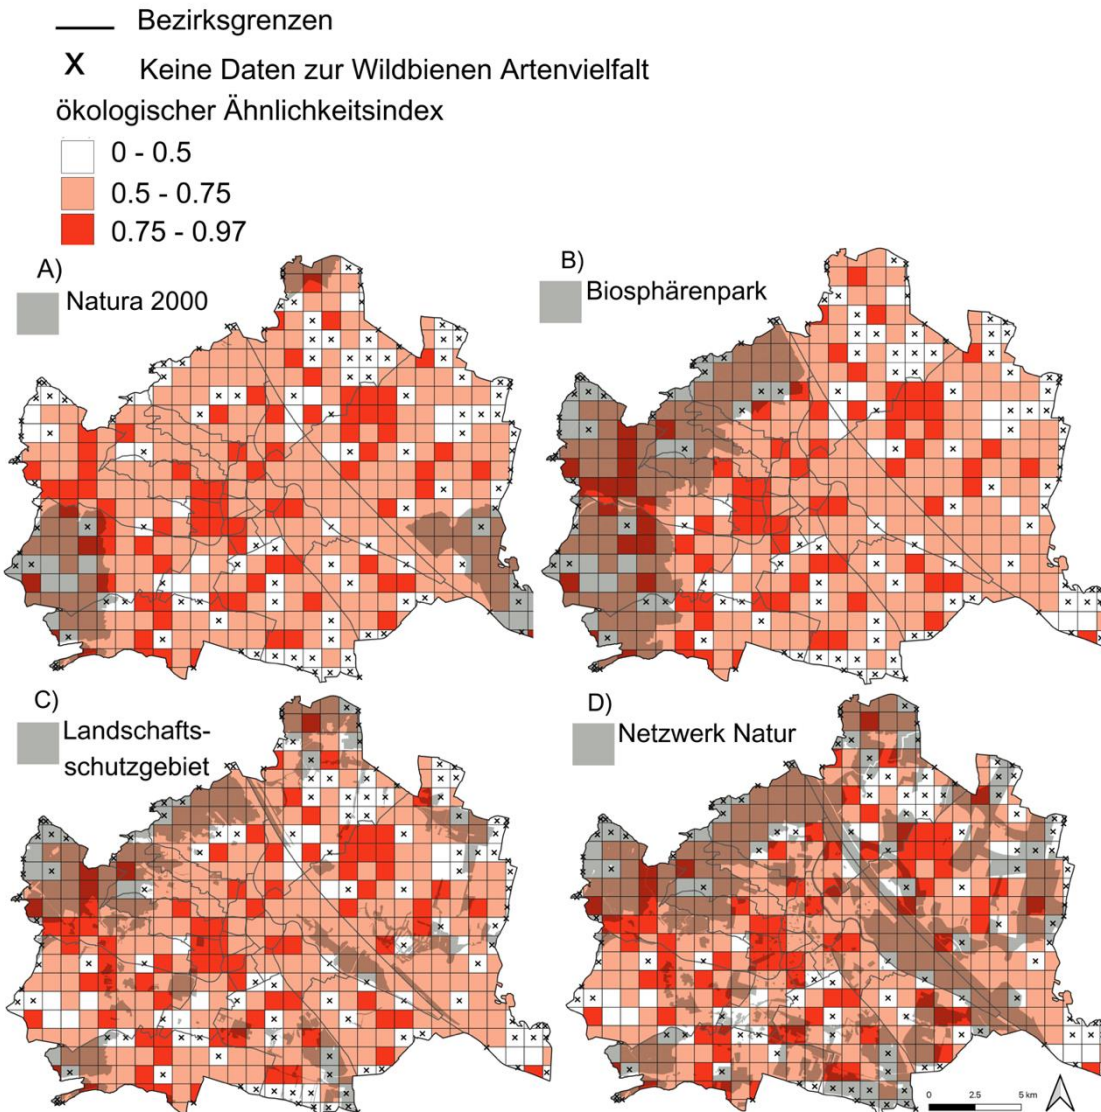 Bezirksgrenzen
X Keine Daten zur Wildbienen Artenvielfalt
ökologischer Ähnlichkeitsindex
0 - 0.5
0.5 - 0.75
0.75 - 0.97
A)
Natura 2000
B)
Biosphärenpark
C)
Landschafts-
schutzgebiet
D)
Netzwerk Natur
0 2.5 5 km